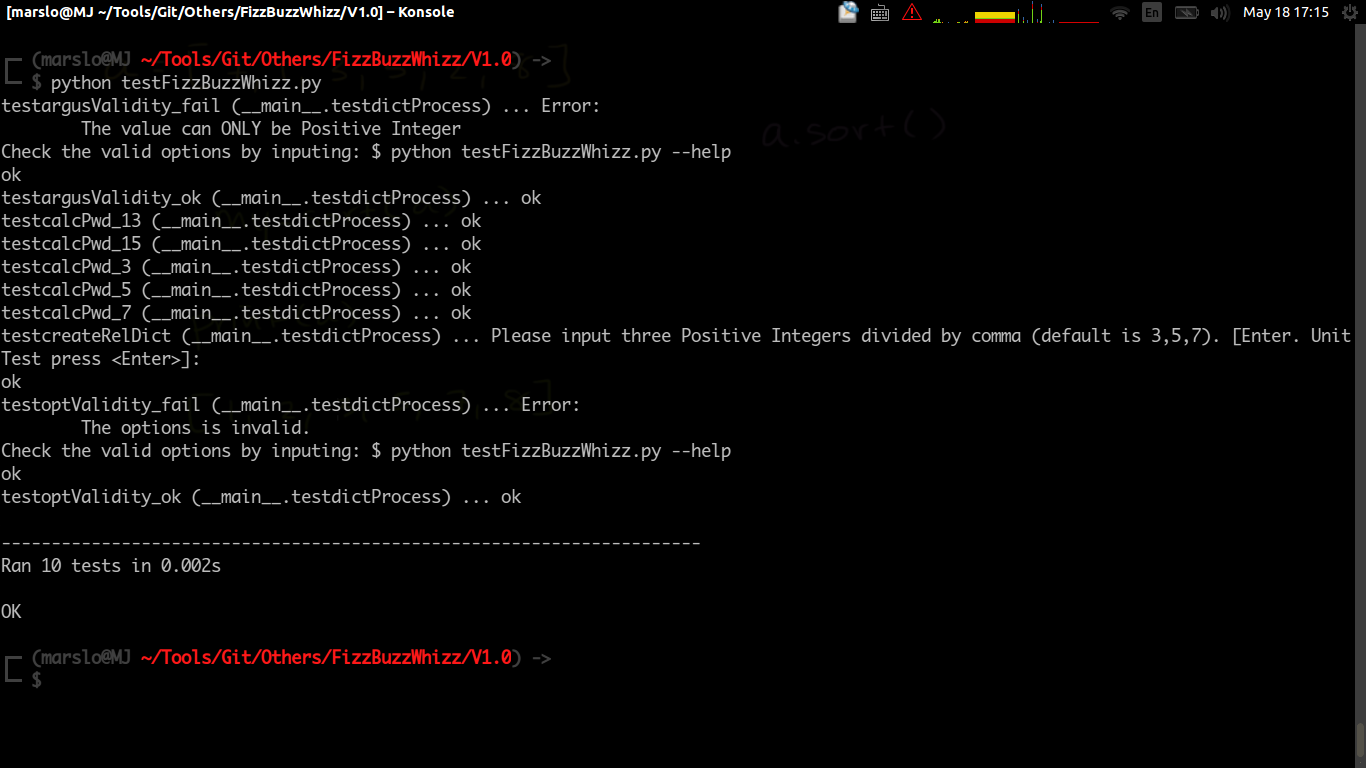 [marslo@MJ ~/Tools/Git/Others/FizzBuzzWhizz/V1.0] – Konsole
En
May 18 17:15
(marslo@MJ ~/Tools/Git/Others/FizzBuzzWhizz/V1.0) ->
$ python testFizzBuzzWhizz.py
testargusValidity_fail (__main__.testdictProcess) ... Error:
The value can ONLY be Positive Integer
a.sort()
Check the valid options by inputing: $ python testFizzBuzzWhizz.py --help
ok
testargusValidity_ok (__main__.testdictProcess) ... ok
testcalcPwd_13 (__main__.testdictProcess) ... ok
testcalcPwd_15 (__main__.testdictProcess) ... ok
testcalcPwd_3 (__main__.testdictProcess) ... ok
testcalcPwd_5 (__main__.testdictProcess) ... ok
testcalcPwd_7 (__main__.testdictProcess) ... ok
testcreateRelDict (__main__.testdictProcess) ... Please input three Positive Integers divided by comma (default is 3,5,7). [Enter. Unit
Test press <Enter>]:
ok
testoptValidity_fail (__main__.testdictProcess) ... Error:
The options is invalid.
Check the valid options by inputing: $ python testFizzBuzzWhizz.py --help
ok
testoptValidity_ok (__main__.testdictProcess) ... ok
----------------------------------------------------------------------
Ran 10 tests in 0.002s
OK
(marslo@MJ ~/Tools/Git/Others/FizzBuzzWhizz/V1.0) ->
$